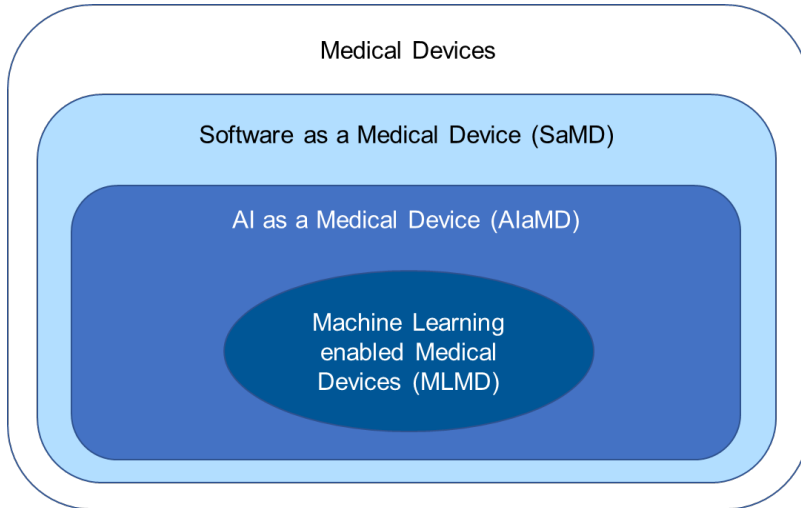 Medical Devices
Software as a Medical Device (SaMD)
AI as a Medical Device (AIaMD)
Machine Learning
enabled Medical
Devices (MLMD)